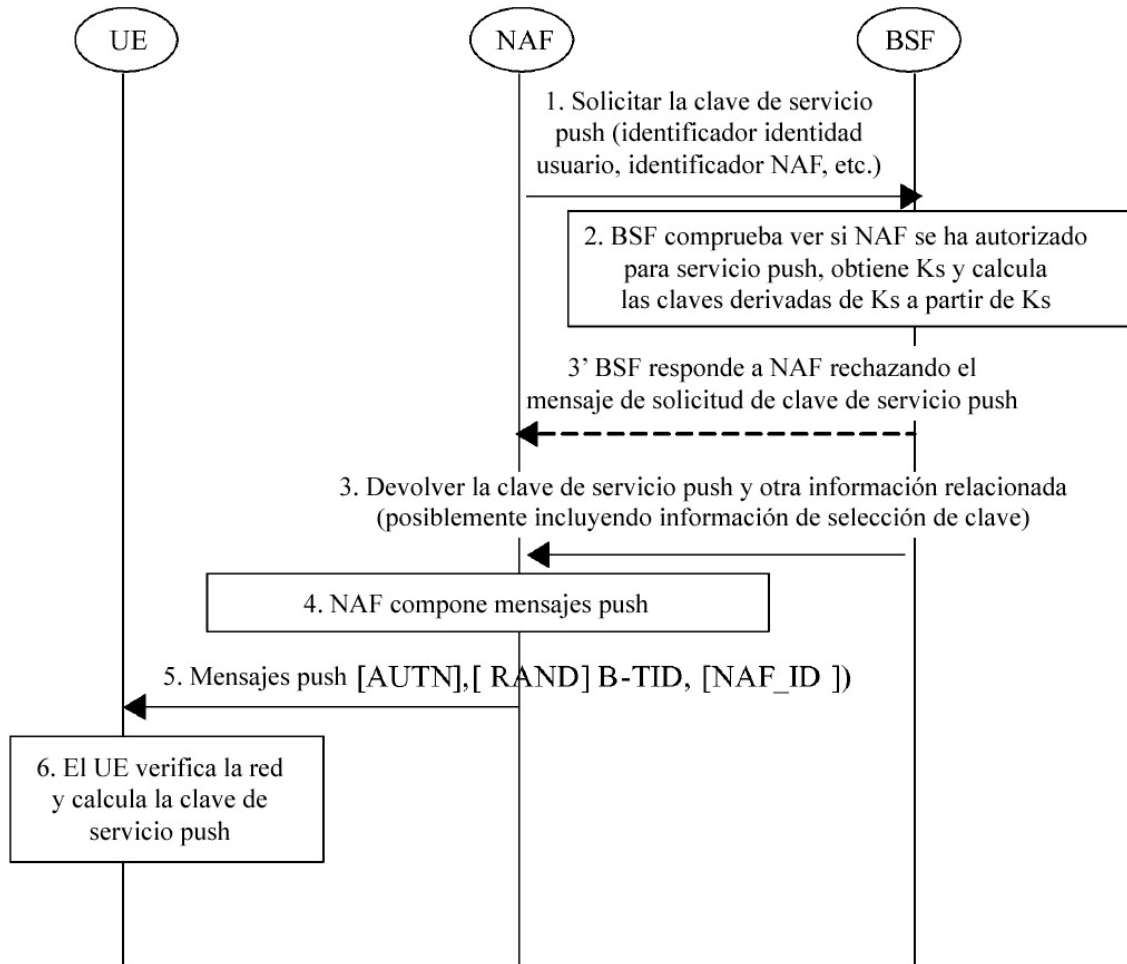 UE
NAF
BSF
1. Solicitar la clave de servicio
push (identificador identidad
usuario, identificador NAF, etc.)
2. BSF comprueba ver si NAF se ha autorizado
para servicio push, obtiene Ks y calcula
las claves derivadas de Ks a partir de Ks
3’ BSF responde a NAF rechazando el
mensaje de solicitud de clave de servicio push
3. Devolver la clave de servicio push y otra información relacionada
(posiblemente incluyendo información de selección de clave)
4. NAF compone mensajes push
5. Mensajes push [AUTN],[ RAND] B-TID, [NAF_ID ])
6. El UE verifica la red
y calcula la clave de
servicio push